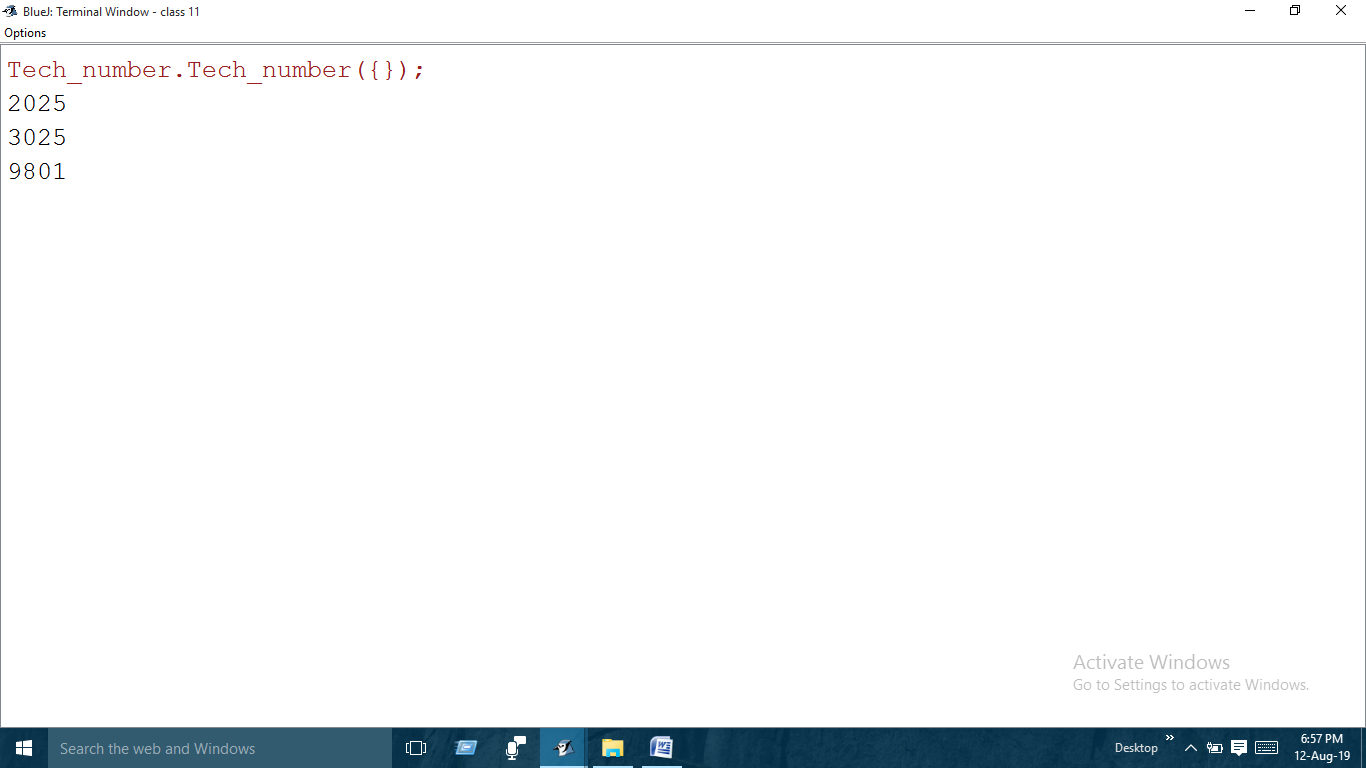 BlueJ: Terminal Window - class 11
Options
Tech_number.Tech_number({});
2025
3025
9801
Activate Windows
Go to Settings to activate Windows.
Search the web and Windows
Desktop
6:57 PM
12-Aug-19